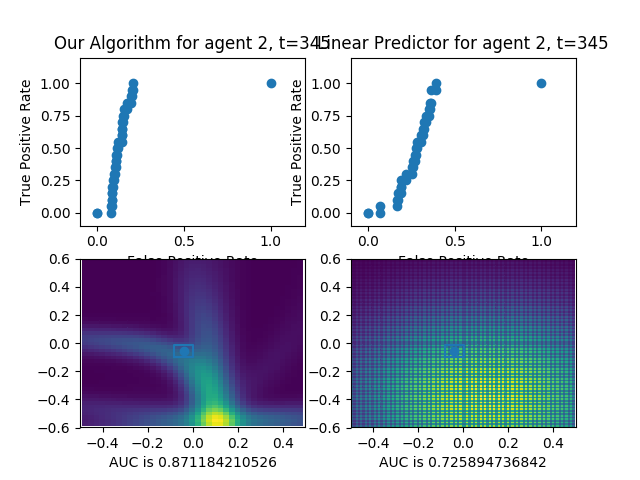 Our Algorithm for agent 2, t=345
Linear Predictor for agent 2, t=345
True Positive Rate
1.00
0.75
0.50
0.25
0.00
0.0 0.5 1.0
False Positive Rate
True Positive Rate
1.00
0.75
0.50
0.25
0.00
0.0 0.5 1.0
False Positive Rate
0.6
0.4
0.2
0.0
−0.2
−0.4
−0.6
−0.4 −0.2 0.0 0.2 0.4
AUC is 0.871184210526
0.6
0.4
0.2
0.0
−0.2
−0.4
−0.6
−0.4 −0.2 0.0 0.2 0.4
AUC is 0.725894736842